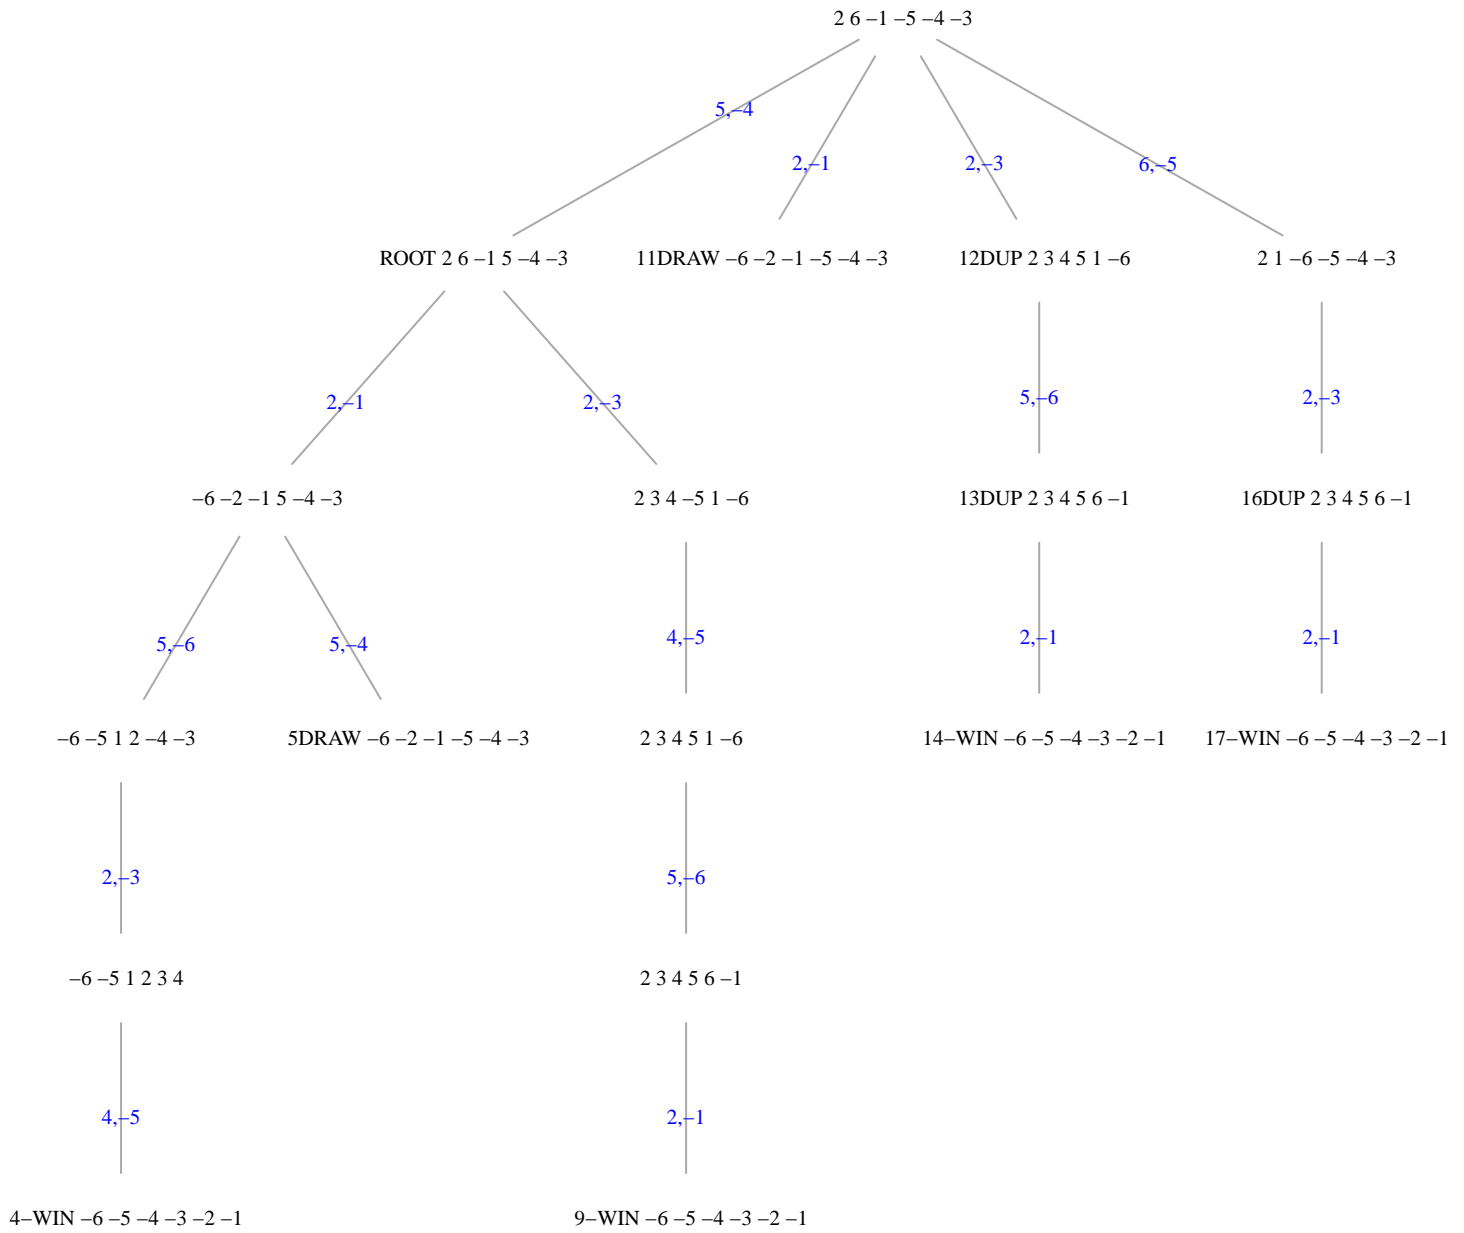 2 6 –1 –5 –4 –3
5,–4
2,–1
2,–3
6,–5
ROOT 2 6 –1 5 –4 –3
11DRAW –6 –2 –1 –5 –4 –3
12DUP 2 3 4 5 1 –6
2 1 –6 –5 –4 –3
2,–1
2,–3
5,–6
2,–3
–6 –2 –1 5 –4 –3
2 3 4 –5 1 –6
13DUP 2 3 4 5 6 –1
16DUP 2 3 4 5 6 –1
5,–6
5,–4
4,–5
2,–1
2,–1
–6 –5 1 2 –4 –3
5DRAW –6 –2 –1 –5 –4 –3
2 3 4 5 1 –6
14–WIN –6 –5 –4 –3 –2 –1
17–WIN –6 –5 –4 –3 –2 –1
2,–3
5,–6
–6 –5 1 2 3 4
2 3 4 5 6 –1
4,–5
2,–1
4–WIN –6 –5 –4 –3 –2 –1
9–WIN –6 –5 –4 –3 –2 –1